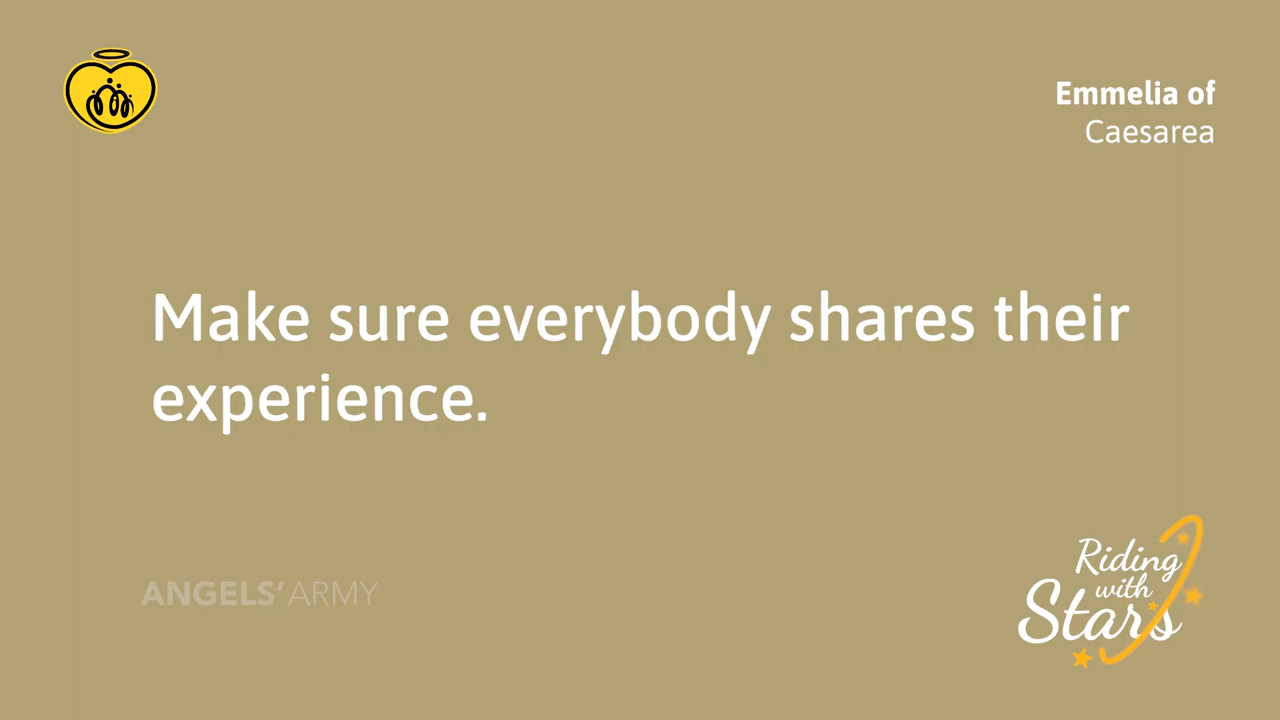 Emmelia of
Caesarea
Make sure everybody shares their
experience.
ANGELS’ARMY
Riding
with
Stars